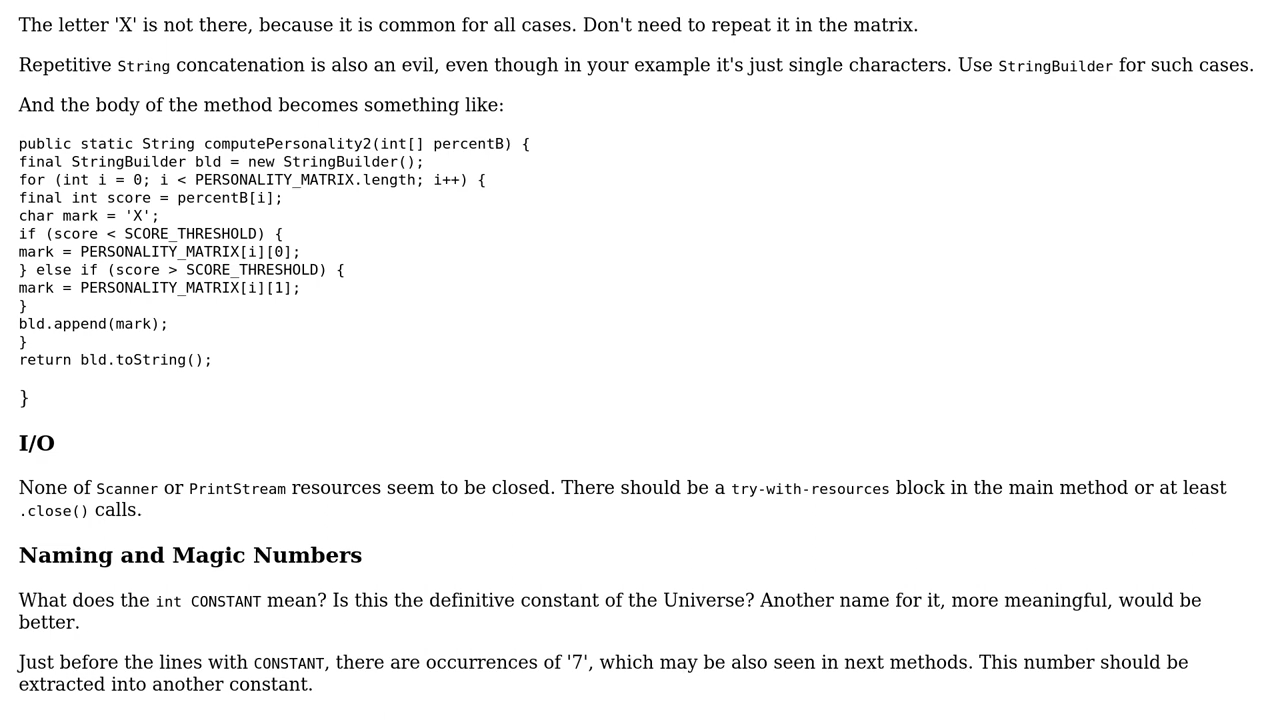 The letter 'X' is not there, because it is common for all cases. Don't need to repeat it in the matrix.
Repetitive String concatenation is also an evil, even though in your example it's just single characters. Use StringBuilder for such cases.
And the body of the method becomes something like:
public static String computePersonality2(int[] percentB) {
final StringBuilder bld = new StringBuilder();
for (int i = 0; i < PERSONALITY_MATRIX.length; i++) {
final int score = percentB[i];
char mark = 'X';
if (score < SCORE_THRESHOLD) {
mark = PERSONALITY_MATRIX[i][0];
} else if (score > SCORE_THRESHOLD) {
mark = PERSONALITY_MATRIX[i][1];
}
bld.append(mark);
}
return bld.toString();
}
I/O
None of Scanner or PrintStream resources seem to be closed. There should be a try-with-resources block in the main method or at least
.close() calls.
Naming and Magic Numbers
What does the int CONSTANT mean? Is this the definitive constant of the Universe? Another name for it, more meaningful, would be
better.
Just before the lines with CONSTANT, there are occurrences of '7', which may be also seen in next methods. This number should be
extracted into another constant.